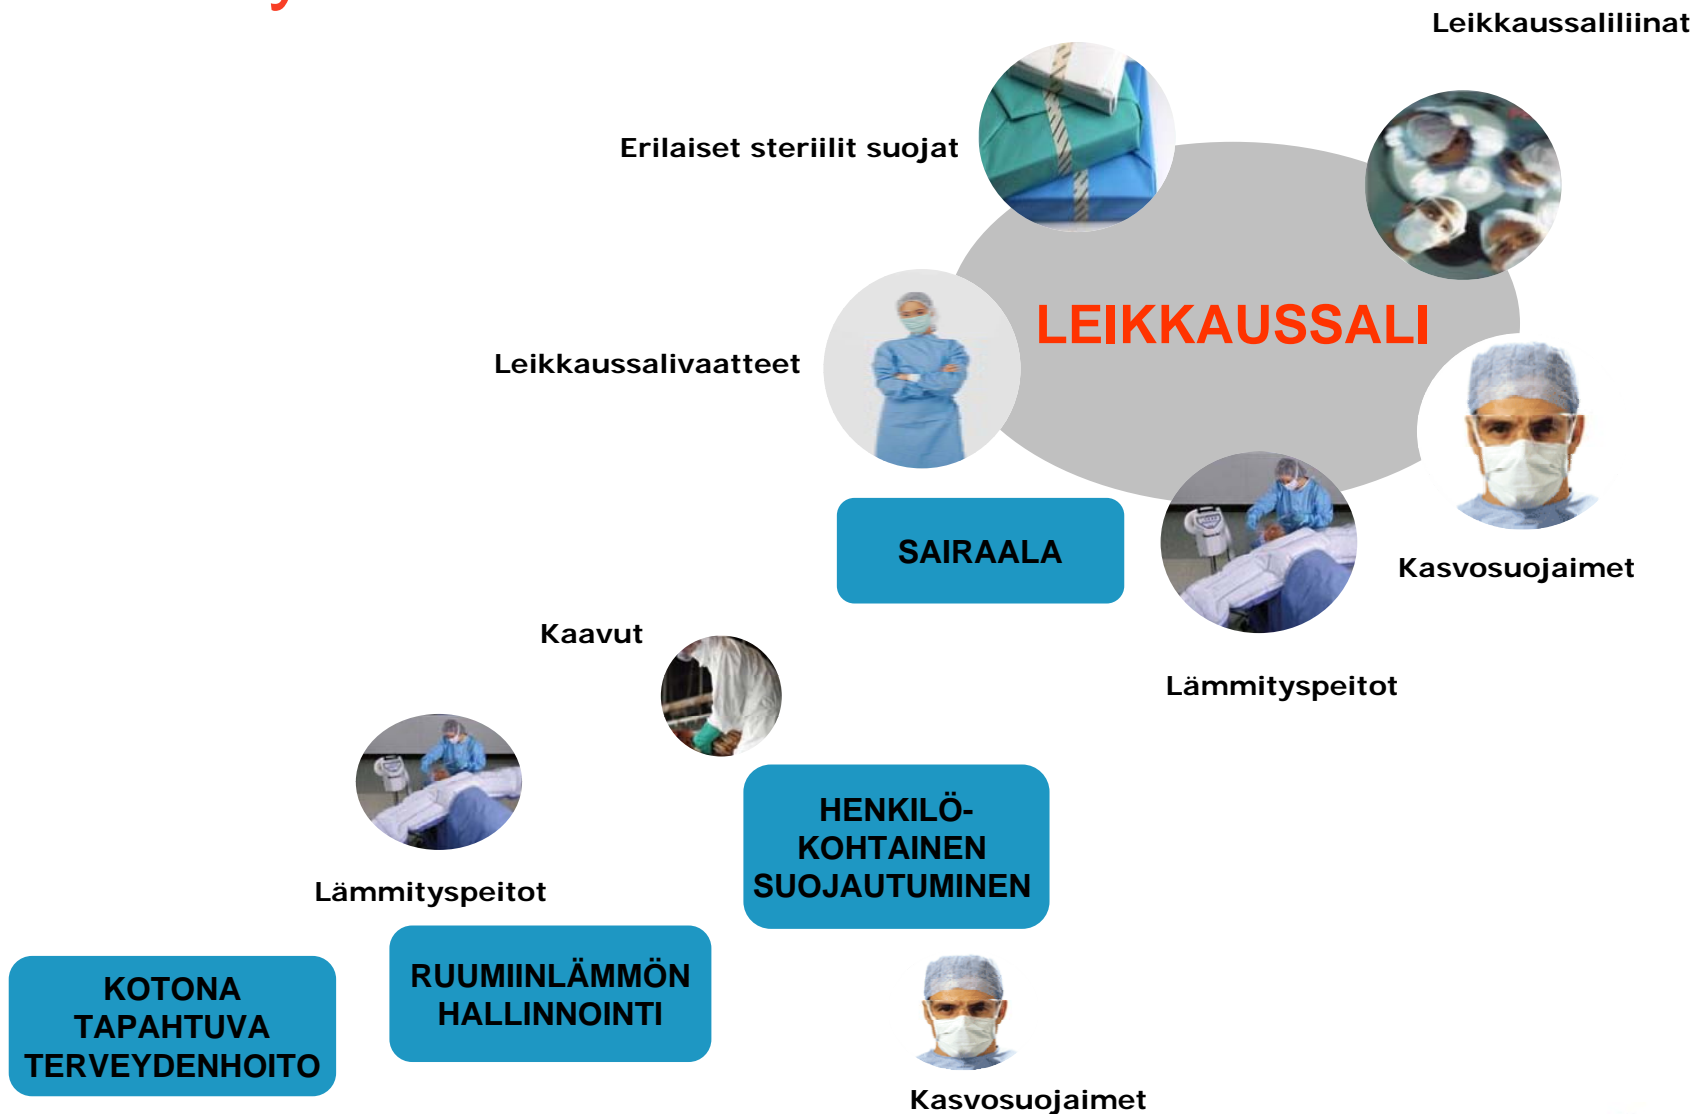 Leikkaussaliliinat
Erilaiset steriilit suojat
LEIKKAUSSALI
Leikkaussalivaatteet
SAIRAALA
Kasvosuojaimet
Kaavut
Lämmityspeitot
HENKILÖ-
KOHTAINEN
SUOJAUTUMINEN
Lämmityspeitot
RUUMIINLÄMMÖN
HALLINNOINTI
KOTONA
TAPAHTUVA
TERVEYDENHOITO
Kasvosuojaimet